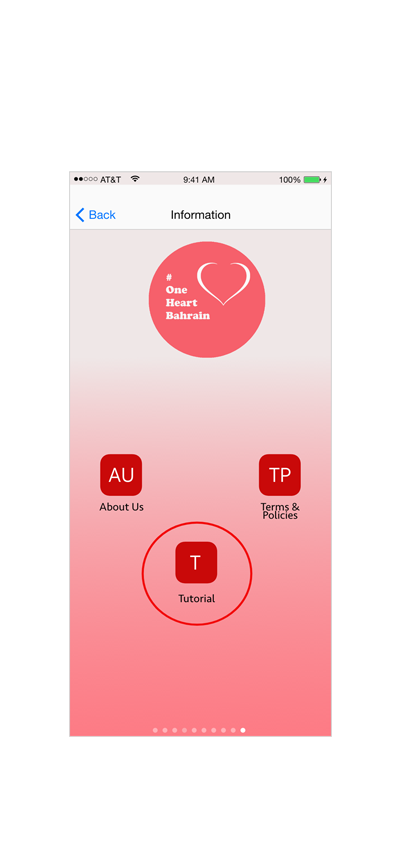 AT&T 9:41 AM 100%
Back Information
#
One
Heart
Bahrain
AU TP
About Us Terms &
Policies
T
Tutorial